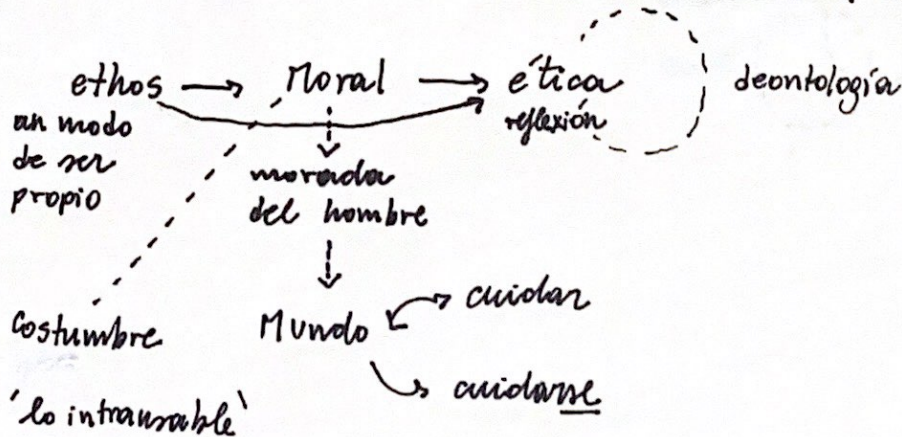 ethos → Moral → ética
deontología
reflexión
un modo
de ser
propio
morada
del hombre
costumbre
Mundo
cuidar
cuidarse
'lo intransable'